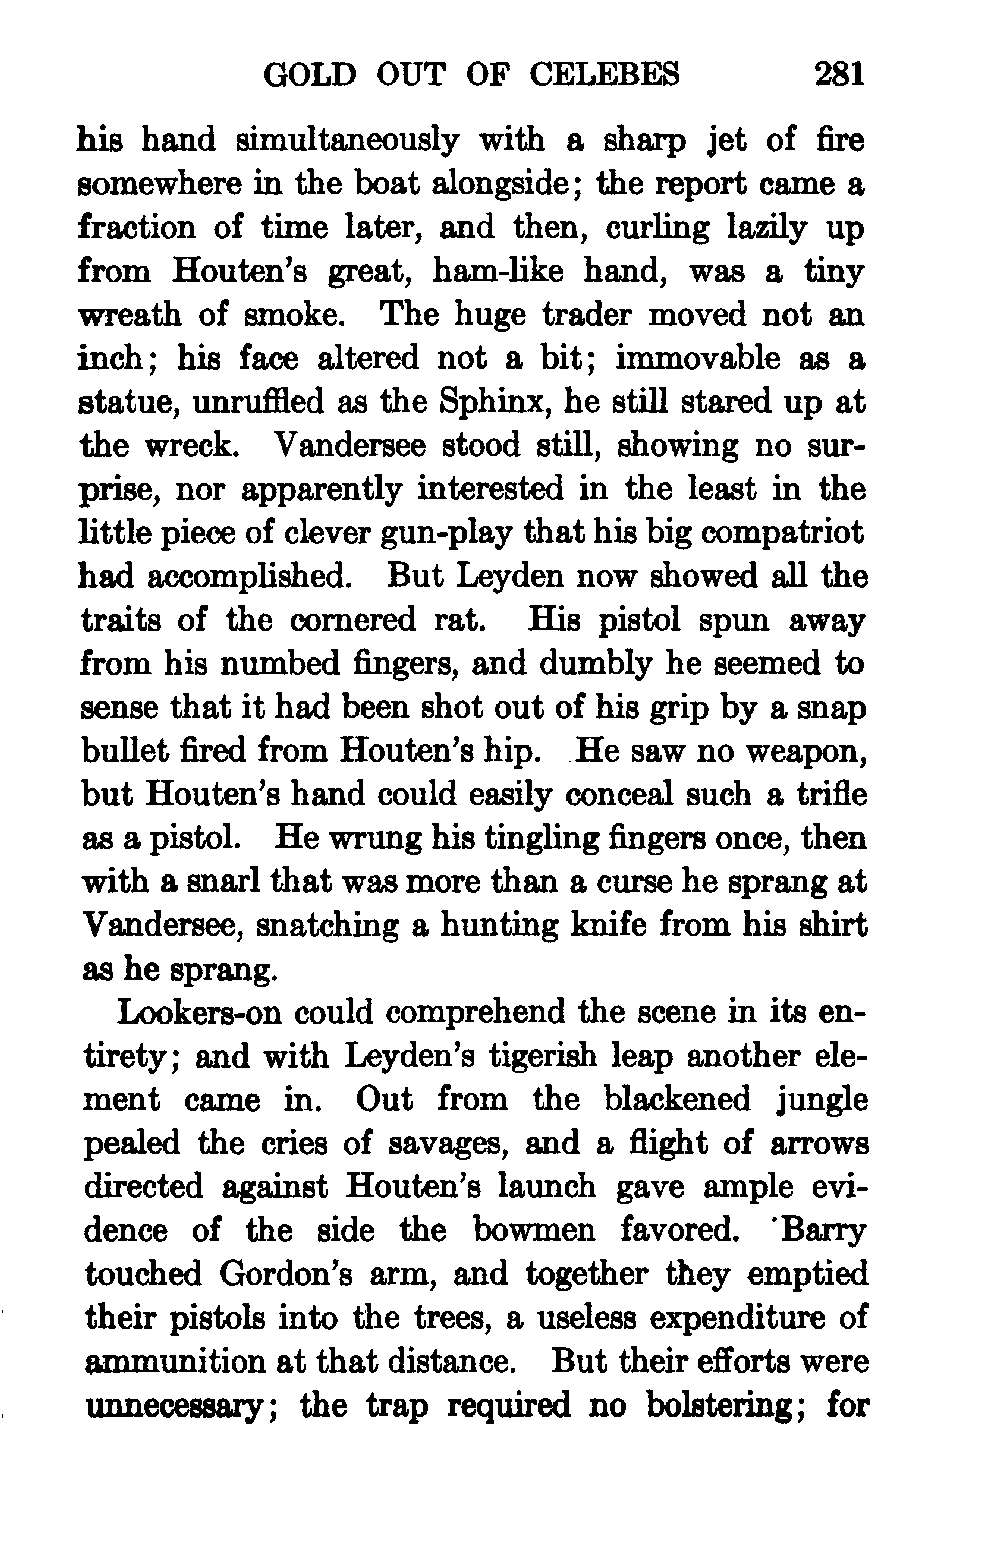 GOLD OUT OF CELEBES 281
his hand simultaneously with a sharp jet of fire
somewhere in the boat alongside; the report came a
fraction of time later, and then, curling lazily up
from Houten's great, ham-like hand, was a tiny
wreath of smoke. The huge trader moved not an
inch; his face altered not a bit; immovable as a
statue, unruffled as the Sphinx, he still stared up at
the wreck. Vandersee stood still, showing no sur-
prise, nor apparently interested in the least in the
little piece of clever gun-play that his big compatriot
had accomplished. But Leyden now showed all the
traits of the cornered rat. His pistol spun away
from his numbed fingers, and dumbly he seemed to
sense that it had been shot out of his grip by a snap
bullet fired from Houten's hip. He saw no weapon,
but Houten's hand could easily conceal such a trifle
as a pistol. He wrung his tingling fingers once, then
with a snarl that was more than a curse he sprang at
Vandersee, snatching a hunting knife from his shirt
as he sprang.
Lookers-on could comprehend the scene in its en-
tirety; and with Leyden's tigerish leap another ele-
ment came in. Out from the blackened jungle
pealed the cries of savages, and a flight of arrows
directed against Houten's launch gave ample evi-
dence of the side the bowmen favored. Barry
touched Gordon's arm, and together they emptied
their pistols into the trees, a useless expenditure of
ammunition at that distance. But their efforts were
unnecessary; the trap required no bolstering; for